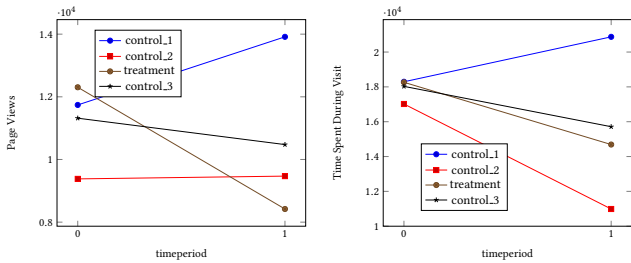 ·10⁴
1.4
1.2
1
0.8
Page Views
control_1
control_2
treatment
control_3
0
1
timeperiod
·10⁴
2
1.8
1.6
1.4
1.2
1
Time Spent During Visit
control_1
control_2
treatment
control_3
0
1
timeperiod